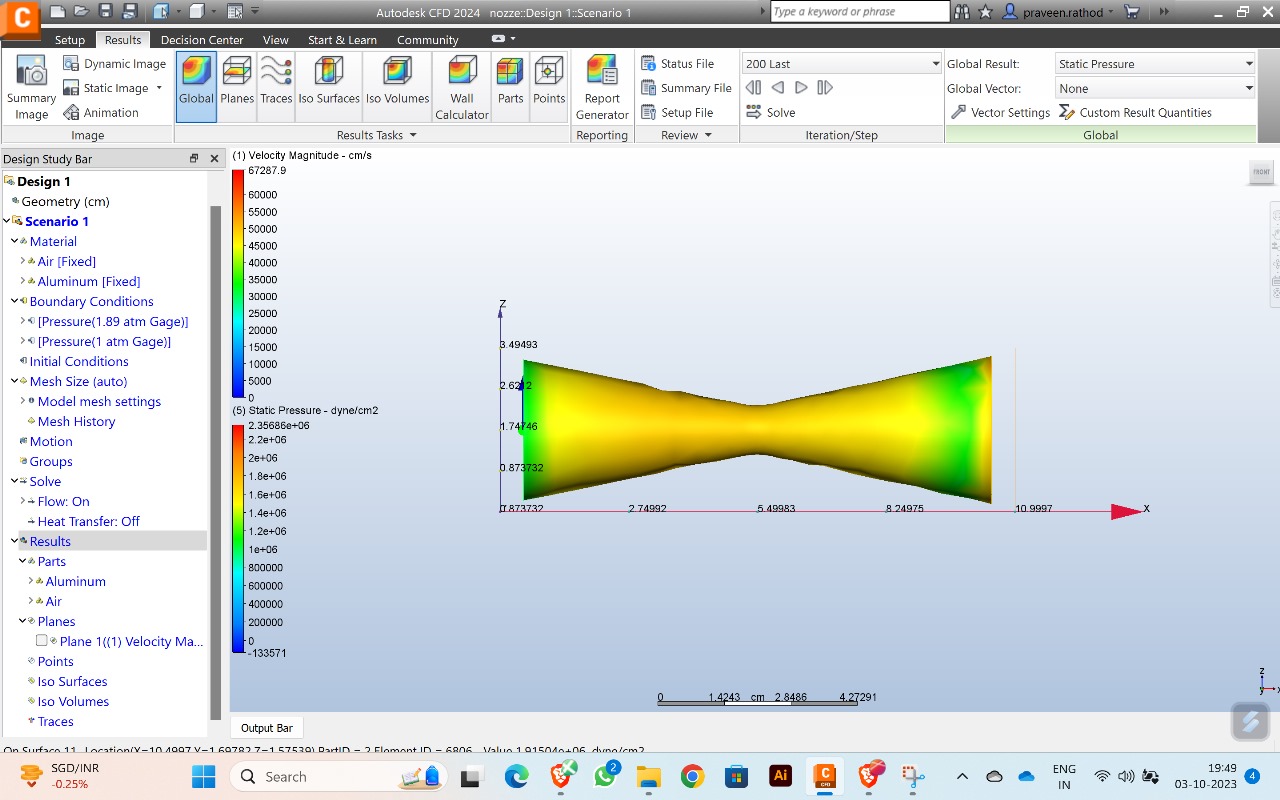 C
Autodesk CFD 2024 nozze:Design 1::Scenario 1
Type a keyword or phrase
praveen.rathod
Setup Results Decision Center View Start & Learn Community
Summary Image
Dynamic Image
Static Image
Animation
Image
Global Planes Traces Iso Surfaces Iso Volumes Wall Calculator Parts Points
Results Tasks
Report Generator
Reporting
Status File
Summary File
Setup File
Review
200 Last
Solve
Iteration/Step
Global Result: Static Pressure
Global Vector: None
Vector Settings Custom Result Quantities
Global
Design Study Bar
Design 1
Geometry (cm)
Scenario 1
Material
Air [Fixed]
Aluminum [Fixed]
Boundary Conditions
[Pressure(1.89 atm Gage)]
[Pressure(1 atm Gage)]
Initial Conditions
Mesh Size (auto)
Model mesh settings
Mesh History
Motion
Groups
Solve
Flow: On
Heat Transfer: Off
Results
Parts
Aluminum
Air
Planes
Plane 1((1) Velocity Ma...
Points
Iso Surfaces
Iso Volumes
Traces
(1) Velocity Magnitude - cm/s
67287.9
60000
55000
50000
45000
40000
35000
30000
25000
20000
15000
10000
5000
0
(5) Static Pressure - dyne/cm2
2.35686e+06
2.2e+06
2e+06
1.8e+06
1.6e+06
1.4e+06
1.2e+06
1e+06
800000
600000
400000
200000
0
-133571
FRONT
Z
3.49493
2.6212
1.74746
0.873732
0.873732 2.74992 5.49983 8.24975 10.9997 X
0 1.4243 cm 2.8486 4.27291
z
y x
Output Bar
On Surface 11 Location(X=10.4997,Y=1.69782,Z=1.57539) PartID = 2 Element ID = 6806 Value 1.91504e+06 dyne/cm2
SGD/INR
-0.25%
Search
2
Ai
C
CFD
ENG
IN
19:49
03-10-2023
4